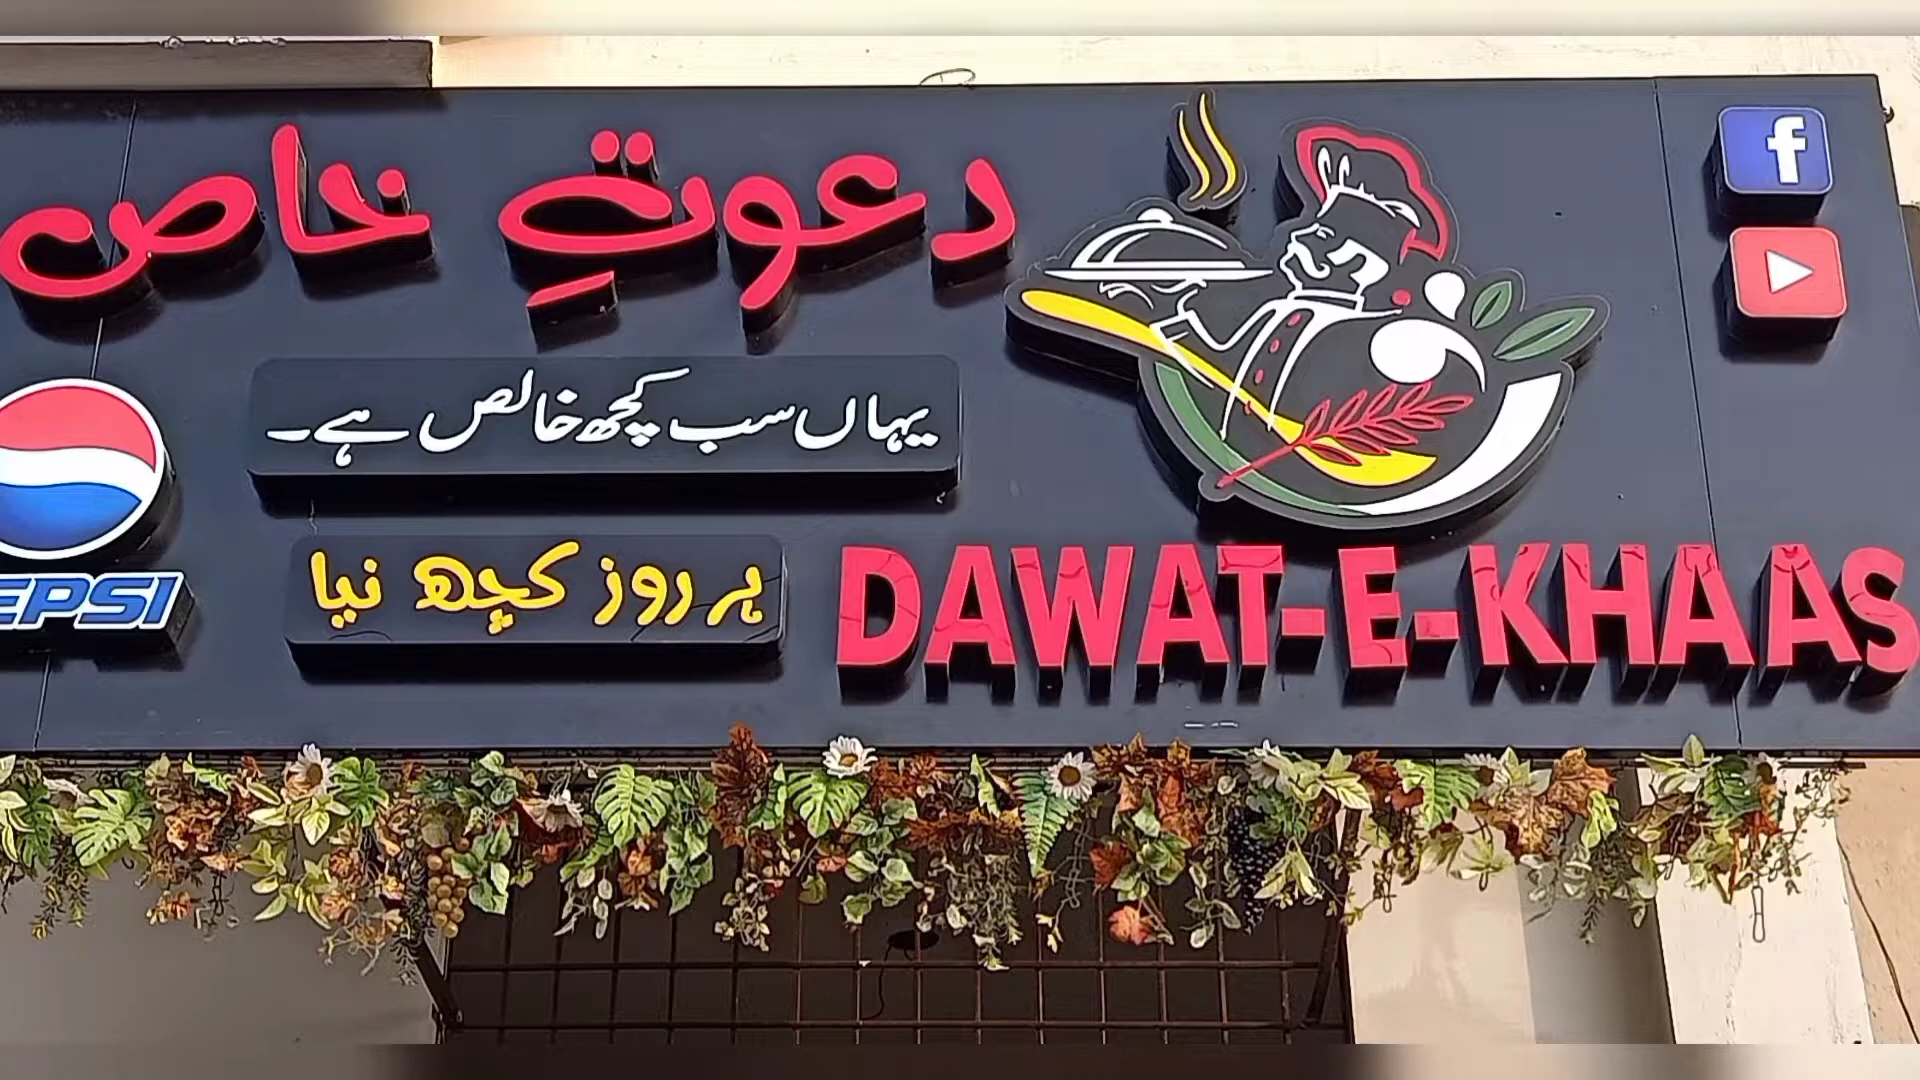 دعوتِ خاص
یہاں سب کچھ خالص ہے۔
ہر روز کچھ نیا
DAWAT-E-KHAAS
EPSI
f